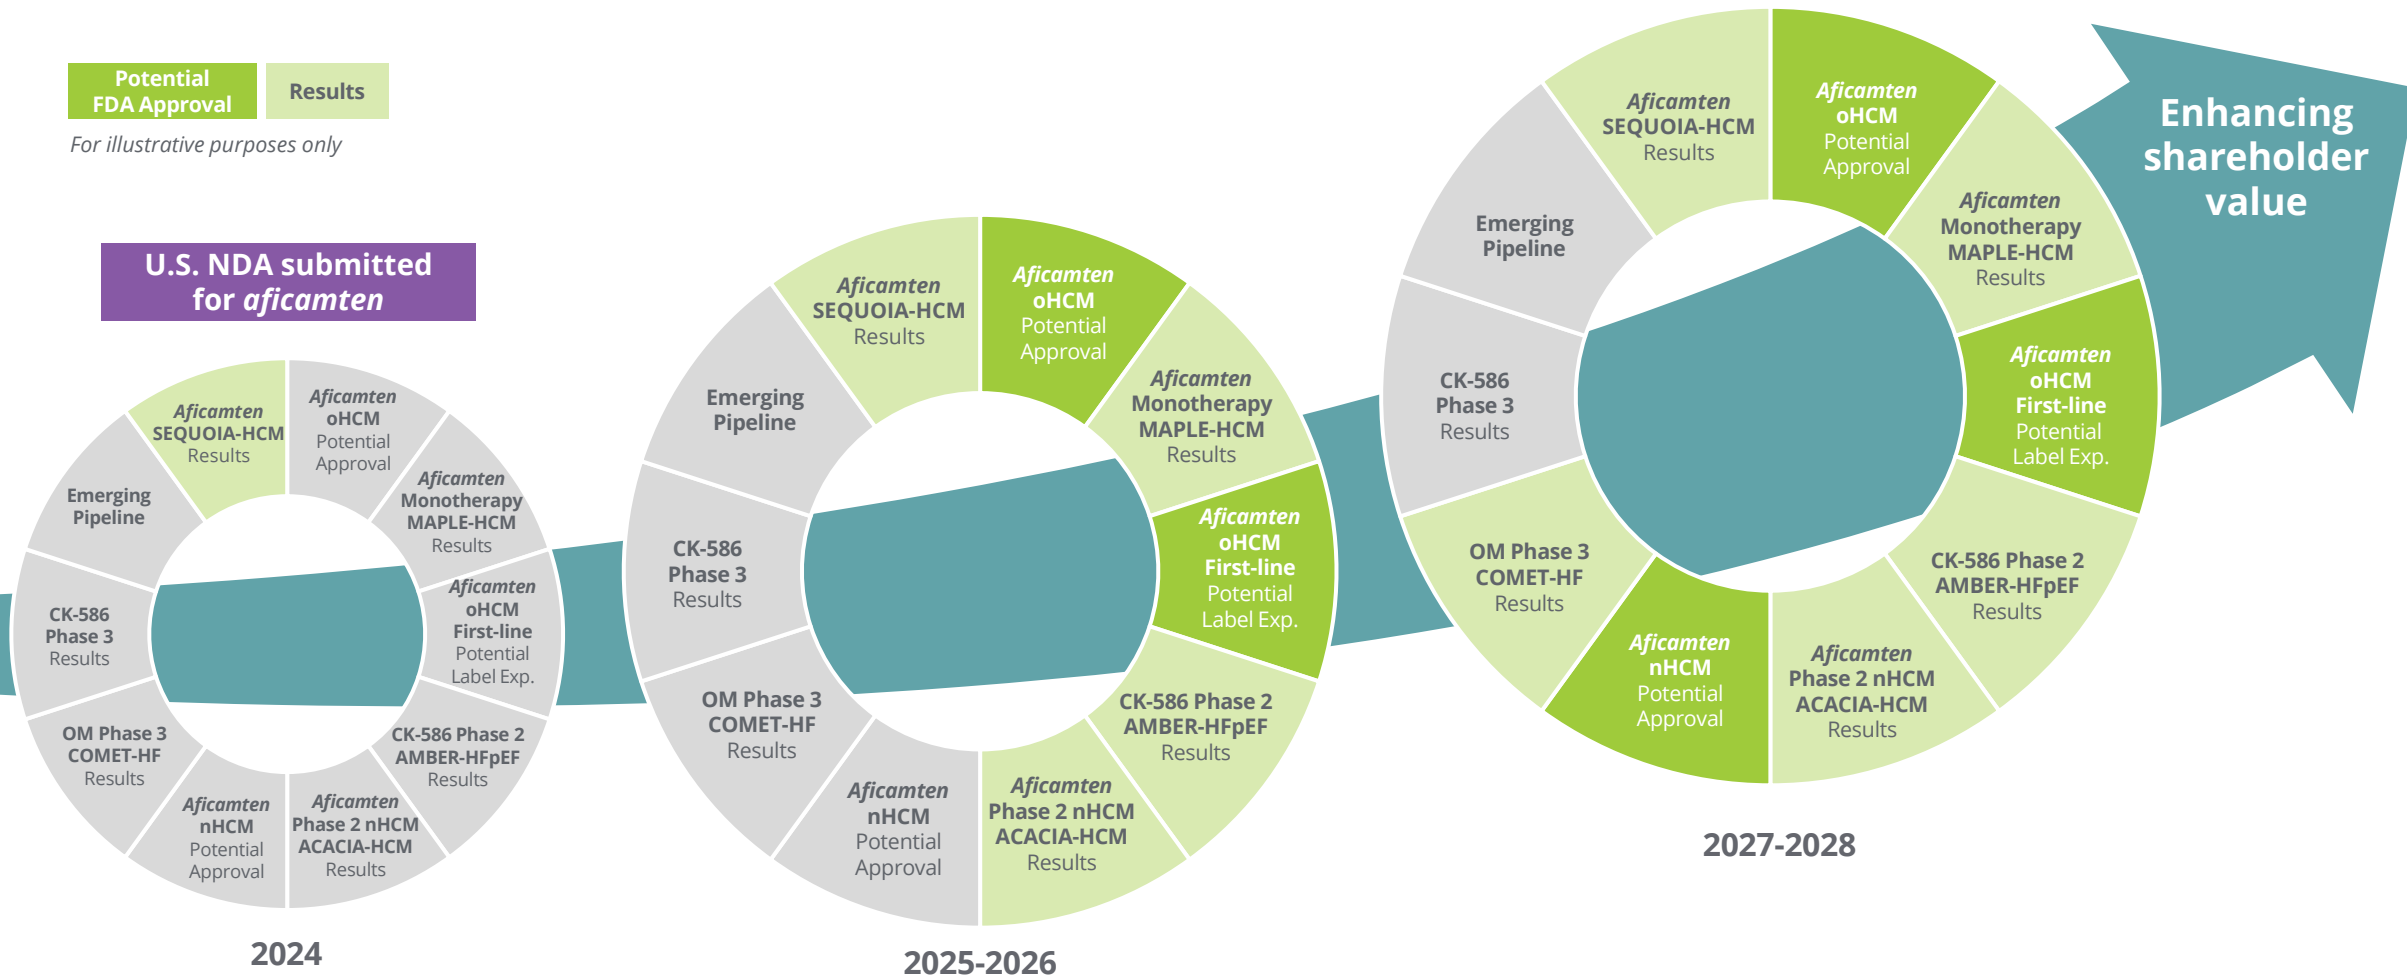 Potential
FDA Approval
Results
For illustrative purposes only
U.S. NDA submitted
for aficamten
Aficamten
SEQUOIA-HCM
Results
Aficamten
oHCM
Potential
Approval
Aficamten
Monotherapy
MAPLE-HCM
Results
Aficamten
oHCM
First-line
Potential
Label Exp.
CK-586 Phase 2
AMBER-HFpEF
Results
Aficamten
Phase 2 nHCM
ACACIA-HCM
Results
Aficamten
nHCM
Potential
Approval
OM Phase 3
COMET-HF
Results
CK-586
Phase 3
Results
Emerging
Pipeline
2024
Aficamten
SEQUOIA-HCM
Results
Aficamten
oHCM
Potential
Approval
Aficamten
Monotherapy
MAPLE-HCM
Results
Aficamten
oHCM
First-line
Potential
Label Exp.
CK-586 Phase 2
AMBER-HFpEF
Results
Aficamten
Phase 2 nHCM
ACACIA-HCM
Results
Aficamten
nHCM
Potential
Approval
OM Phase 3
COMET-HF
Results
CK-586
Phase 3
Results
Emerging
Pipeline
2025-2026
Aficamten
SEQUOIA-HCM
Results
Aficamten
oHCM
Potential
Approval
Aficamten
Monotherapy
MAPLE-HCM
Results
Aficamten
oHCM
First-line
Potential
Label Exp.
CK-586 Phase 2
AMBER-HFpEF
Results
Aficamten
Phase 2 nHCM
ACACIA-HCM
Results
Aficamten
nHCM
Potential
Approval
OM Phase 3
COMET-HF
Results
CK-586
Phase 3
Results
Emerging
Pipeline
2027-2028
Enhancing
shareholder
value